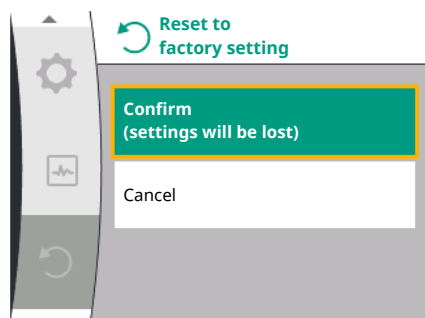 Reset to
factory setting
Confirm
(settings will be lost)
Cancel